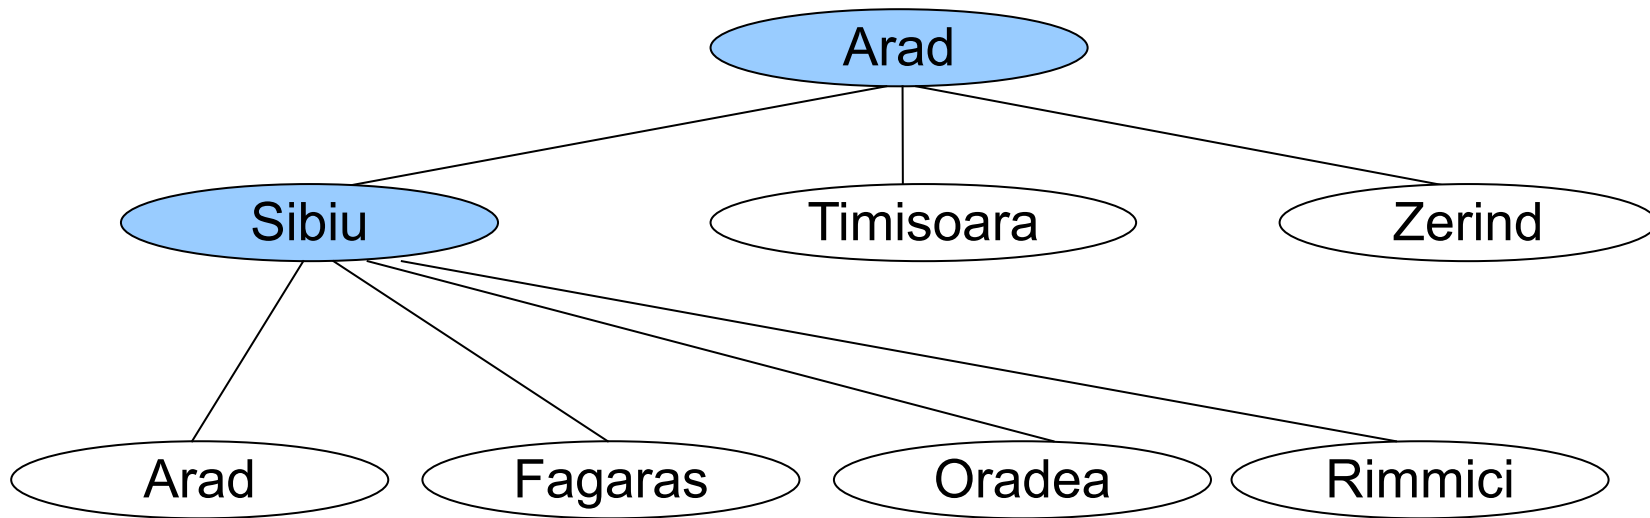 Arad
Sibiu
Timisoara
Zerind
Arad
Fagaras
Oradea
Rimmici